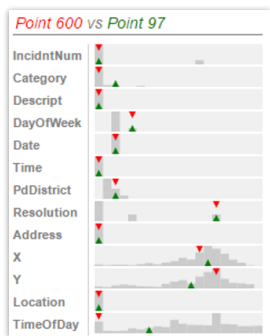 Point 600 vs Point 97
IncidntNum
Category
Descript
DayOfWeek
Date
Time
PdDistrict
Resolution
Address
X
Y
Location
TimeOfDay